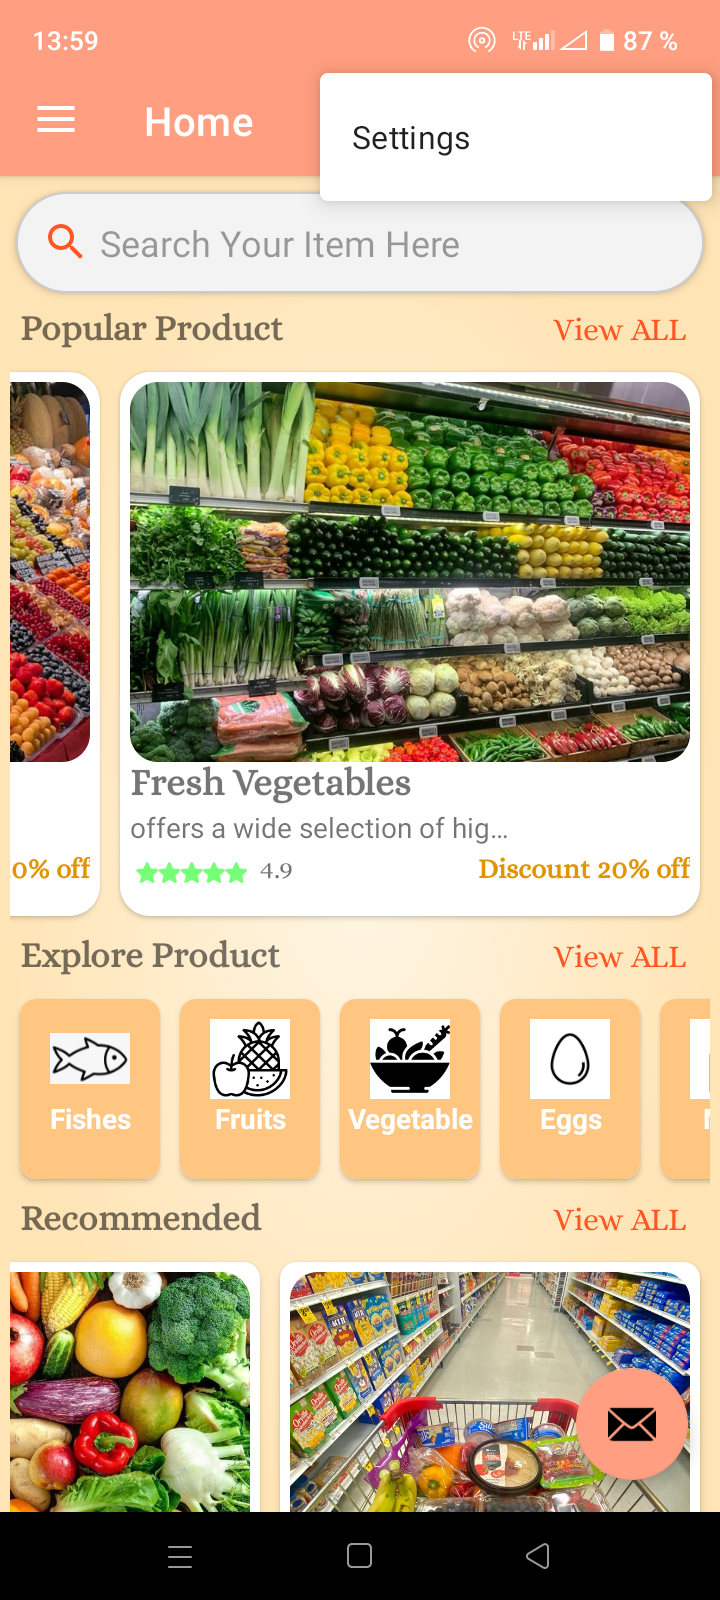 13:59
LTE
87 %
Home
Settings
Search Your Item Here
Popular Product
View ALL
0% off
Fresh Vegetables
offers a wide selection of hig...
4.9
Discount 20% off
Explore Product
View ALL
Fishes
Fruits
Vegetable
Eggs
Recommended
View ALL